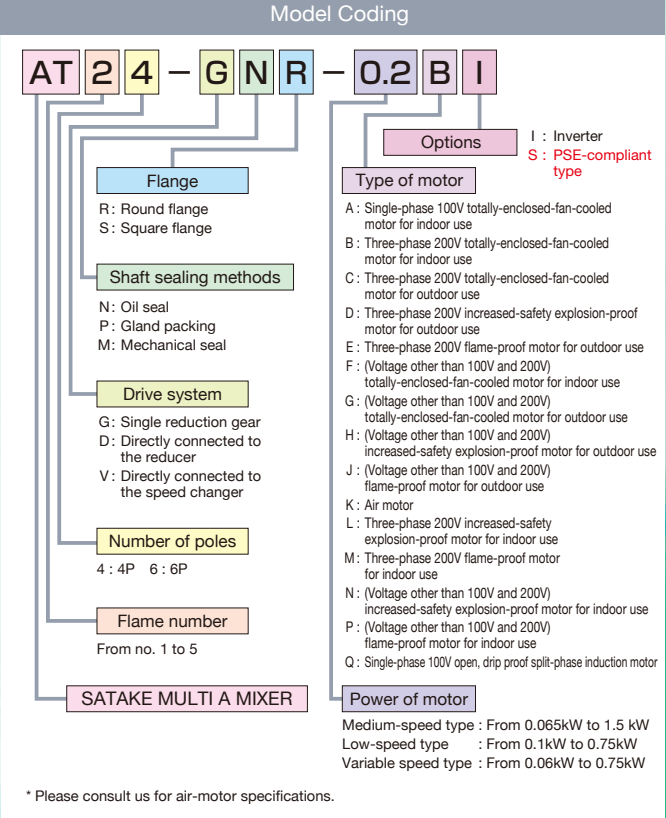 Model Coding
AT 2 4 - G N R - 0.2 B I
Options
I : Inverter
S : PSE-compliant
type
Flange
R : Round flange
S : Square flange
Shaft sealing methods
N : Oil seal
P : Gland packing
M : Mechanical seal
Drive system
G : Single reduction gear
D : Directly connected to
the reducer
V : Directly connected to
the speed changer
Number of poles
4 : 4P 6 : 6P
Flame number
From no. 1 to 5
SATAKE MULTI A MIXER
Type of motor
A : Single-phase 100V totally-enclosed-fan-cooled
motor for indoor use
B : Three-phase 200V totally-enclosed-fan-cooled
motor for indoor use
C : Three-phase 200V totally-enclosed-fan-cooled
motor for outdoor use
D : Three-phase 200V increased-safety explosion-proof
motor for outdoor use
E : Three-phase 200V flame-proof motor for outdoor use
F : (Voltage other than 100V and 200V)
totally-enclosed-fan-cooled motor for indoor use
G : (Voltage other than 100V and 200V)
totally-enclosed-fan-cooled motor for outdoor use
H : (Voltage other than 100V and 200V)
increased-safety explosion-proof motor for outdoor use
J : (Voltage other than 100V and 200V)
flame-proof motor for outdoor use
K : Air motor
L : Three-phase 200V increased-safety
explosion-proof motor for indoor use
M : Three-phase 200V flame-proof motor
for indoor use
N : (Voltage other than 100V and 200V)
increased-safety explosion-proof motor for indoor use
P : (Voltage other than 100V and 200V)
flame-proof motor for indoor use
Q : Single-phase 100V open, drip proof split-phase induction motor
Power of motor
Medium-speed type : From 0.065kW to 1.5 kW
Low-speed type : From 0.1kW to 0.75kW
Variable speed type : From 0.06kW to 0.75kW
* Please consult us for air-motor specifications.